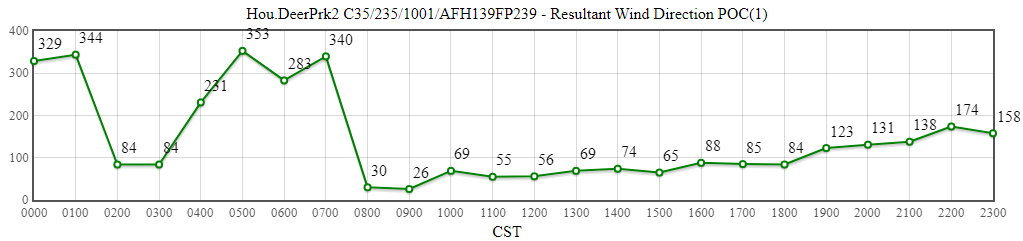 Hou.DeerPrk2 C35/235/1001/AFH139FP239 - Resultant Wind Direction POC(1)
400
300
200
100
0
329 344 84 84 231 353 283 340 30 26 69 55 56 69 74 65 88 85 84 123 131 138 174 158
0000 0100 0200 0300 0400 0500 0600 0700 0800 0900 1000 1100 1200 1300 1400 1500 1600 1700 1800 1900 2000 2100 2200 2300
CST